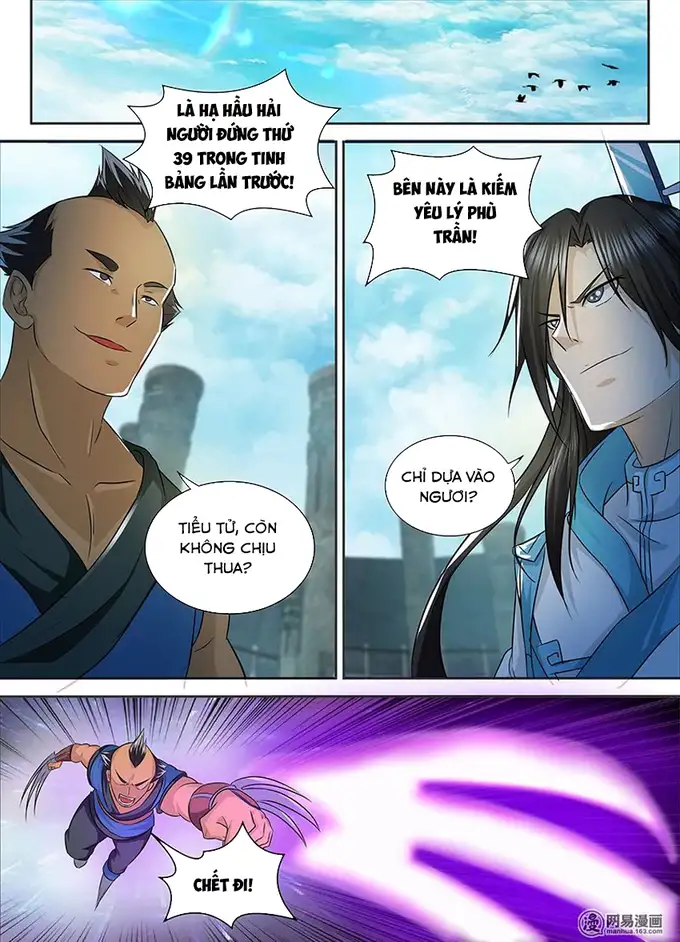 LÀ HẠ HẦU HẢI
NGƯỜI ĐỨNG THỨ
39 TRONG TINH
BẢNG LẦN TRƯỚC!
BÊN NÀY LÀ KIẾM
YÊU LÝ PHÙ
TRẦN!
CHỈ DỰA VÀO
NGƯƠI?
TIỂU TỬ, CÒN
KHÔNG CHỊU
THUA?
CHẾT ĐI!
漫 网易漫画
manhua.163.com